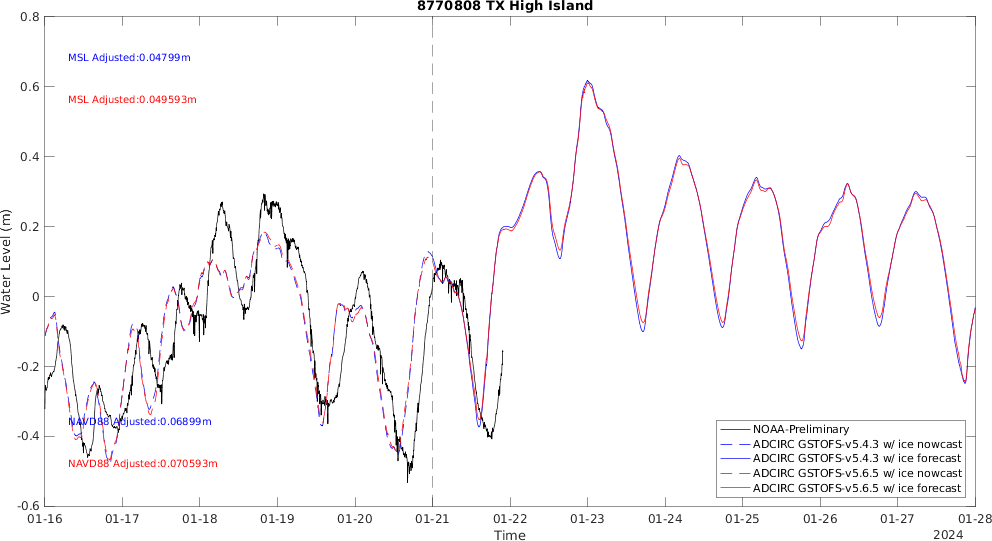 8770808 TX High Island
0.8
0.6
0.4
0.2
0
-0.2
-0.4
-0.6
Water Level (m)
MSL Adjusted:0.04799m
MSL Adjusted:0.049593m
NAVD88 Adjusted:0.06899m
NAVD88 Adjusted:0.070593m
NOAA-Preliminary
ADCIRC GSTOFS-v5.4.3 w/ ice nowcast
ADCIRC GSTOFS-v5.4.3 w/ ice forecast
ADCIRC GSTOFS-v5.6.5 w/ ice nowcast
ADCIRC GSTOFS-v5.6.5 w/ ice forecast
01-16 01-17 01-18 01-19 01-20 01-21 01-22 01-23 01-24 01-25 01-26 01-27 01-28
Time
2024